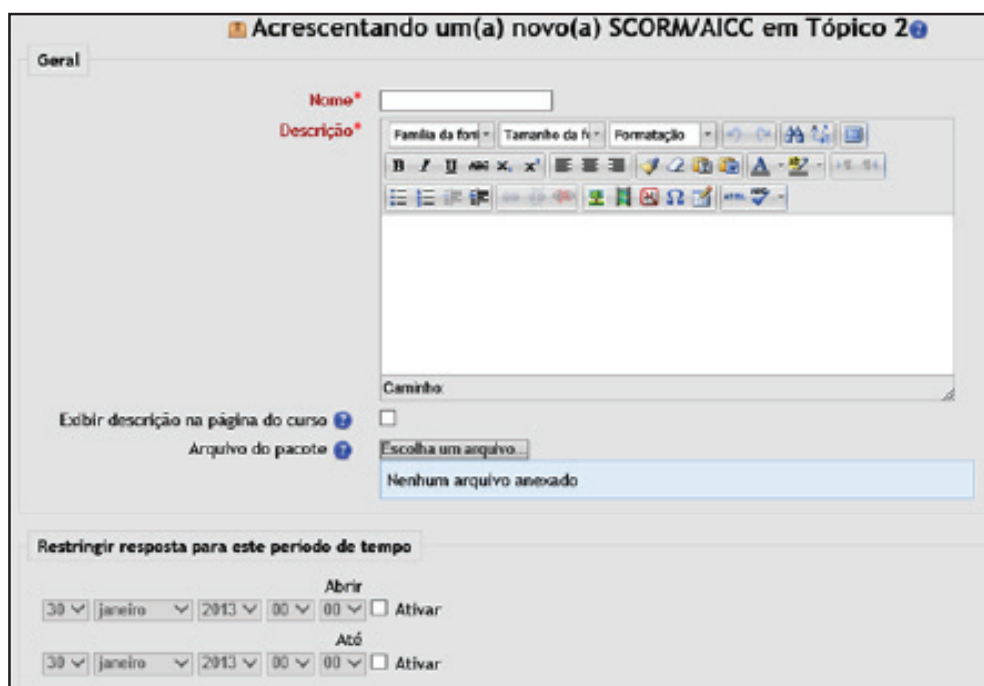 Acrescentando um(a) novo(a) SCORM/AICC em Tópico 2
Geral
Nome*
Descrição*
Família da font Tamanho da fo Formatação
B I U ABC x, x'
Caminho:
Exibir descrição na página do curso
Arquivo do pacote Escolha um arquivo...
Nenhum arquivo anexado
Restringir resposta para este período de tempo
Abrir
30 janeiro 2013 00 00 Ativar
Até
30 janeiro 2013 00 00 Ativar